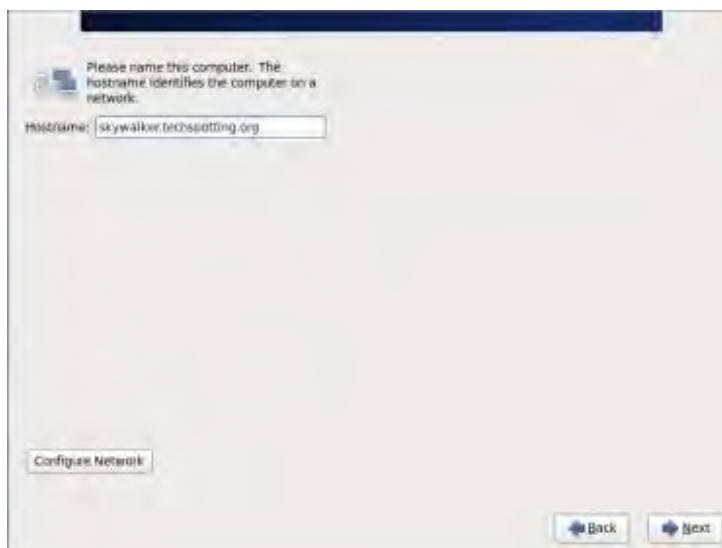 Please name this computer. The
hostname identifies the computer on a
network.
Hostname: skywalker.techspotting.org
Configure Network
Back
Next